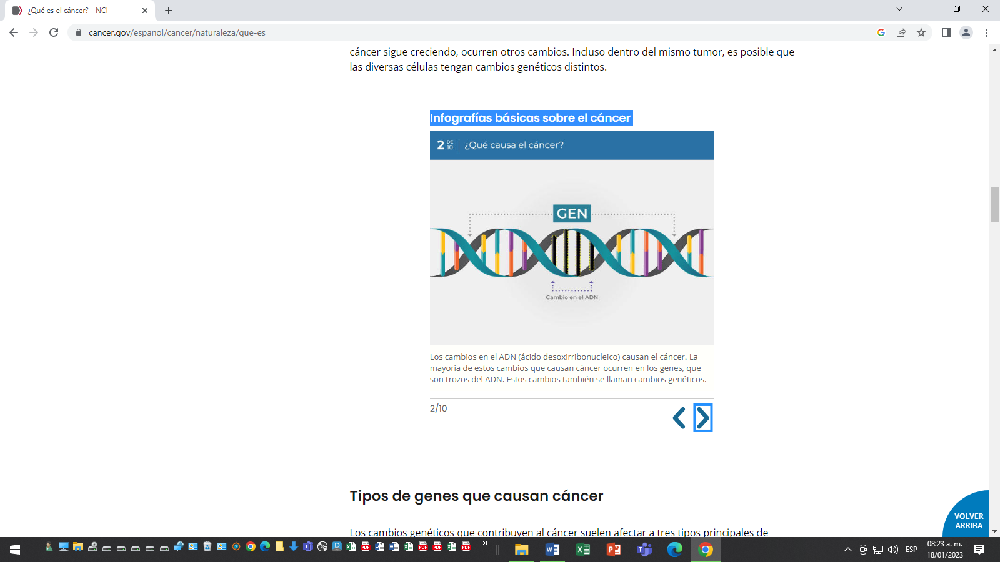 ¿Qué es el cáncer? - NCI
cancer.gov/espanol/cancer/naturaleza/que-es
cáncer sigue creciendo, ocurren otros cambios. Incluso dentro del mismo tumor, es posible que
las diversas células tengan cambios genéticos distintos.
Infografías básicas sobre el cáncer
2 DE 10 ¿Qué causa el cáncer?
GEN
Cambio en el ADN
Los cambios en el ADN (ácido desoxirribonucleico) causan el cáncer. La
mayoría de estos cambios que causan cáncer ocurren en los genes, que
son trozos del ADN. Estos cambios también se llaman cambios genéticos.
2/10
Tipos de genes que causan cáncer
VOLVER
ARRIBA
Los cambios genéticos que contribuyen al cáncer suelen afectar a tres tipos principales de
ESP
08:23 a. m.
18/01/2023